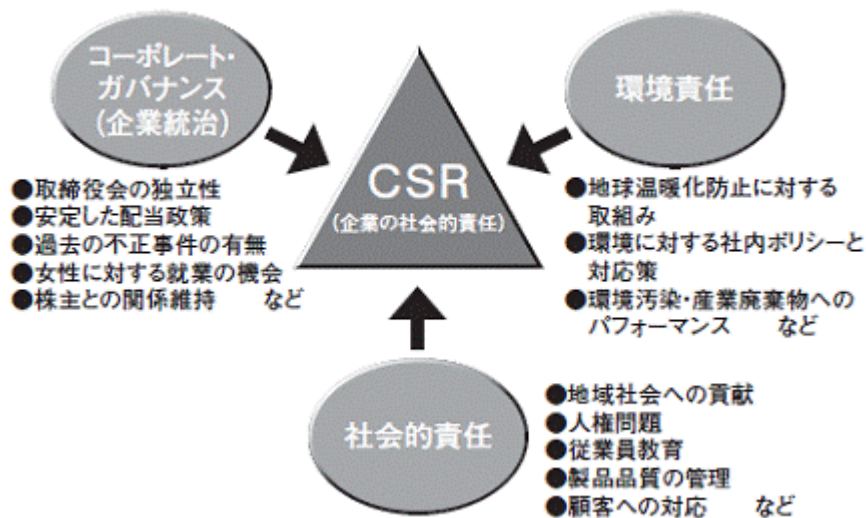 コーポレート・
ガバナンス
(企業統治)
●取締役会の独立性
●安定した配当政策
●過去の不正事件の有無
●女性に対する就業の機会
●株主との関係維持　など
CSR
(企業の社会的責任)
環境責任
●地球温暖化防止に対する
取組み
●環境に対する社内ポリシーと
対応策
●環境汚染・産業廃棄物への
パフォーマンス　など
社会的責任
●地域社会への貢献
●人権問題
●従業員教育
●製品品質の管理
●顧客への対応　など